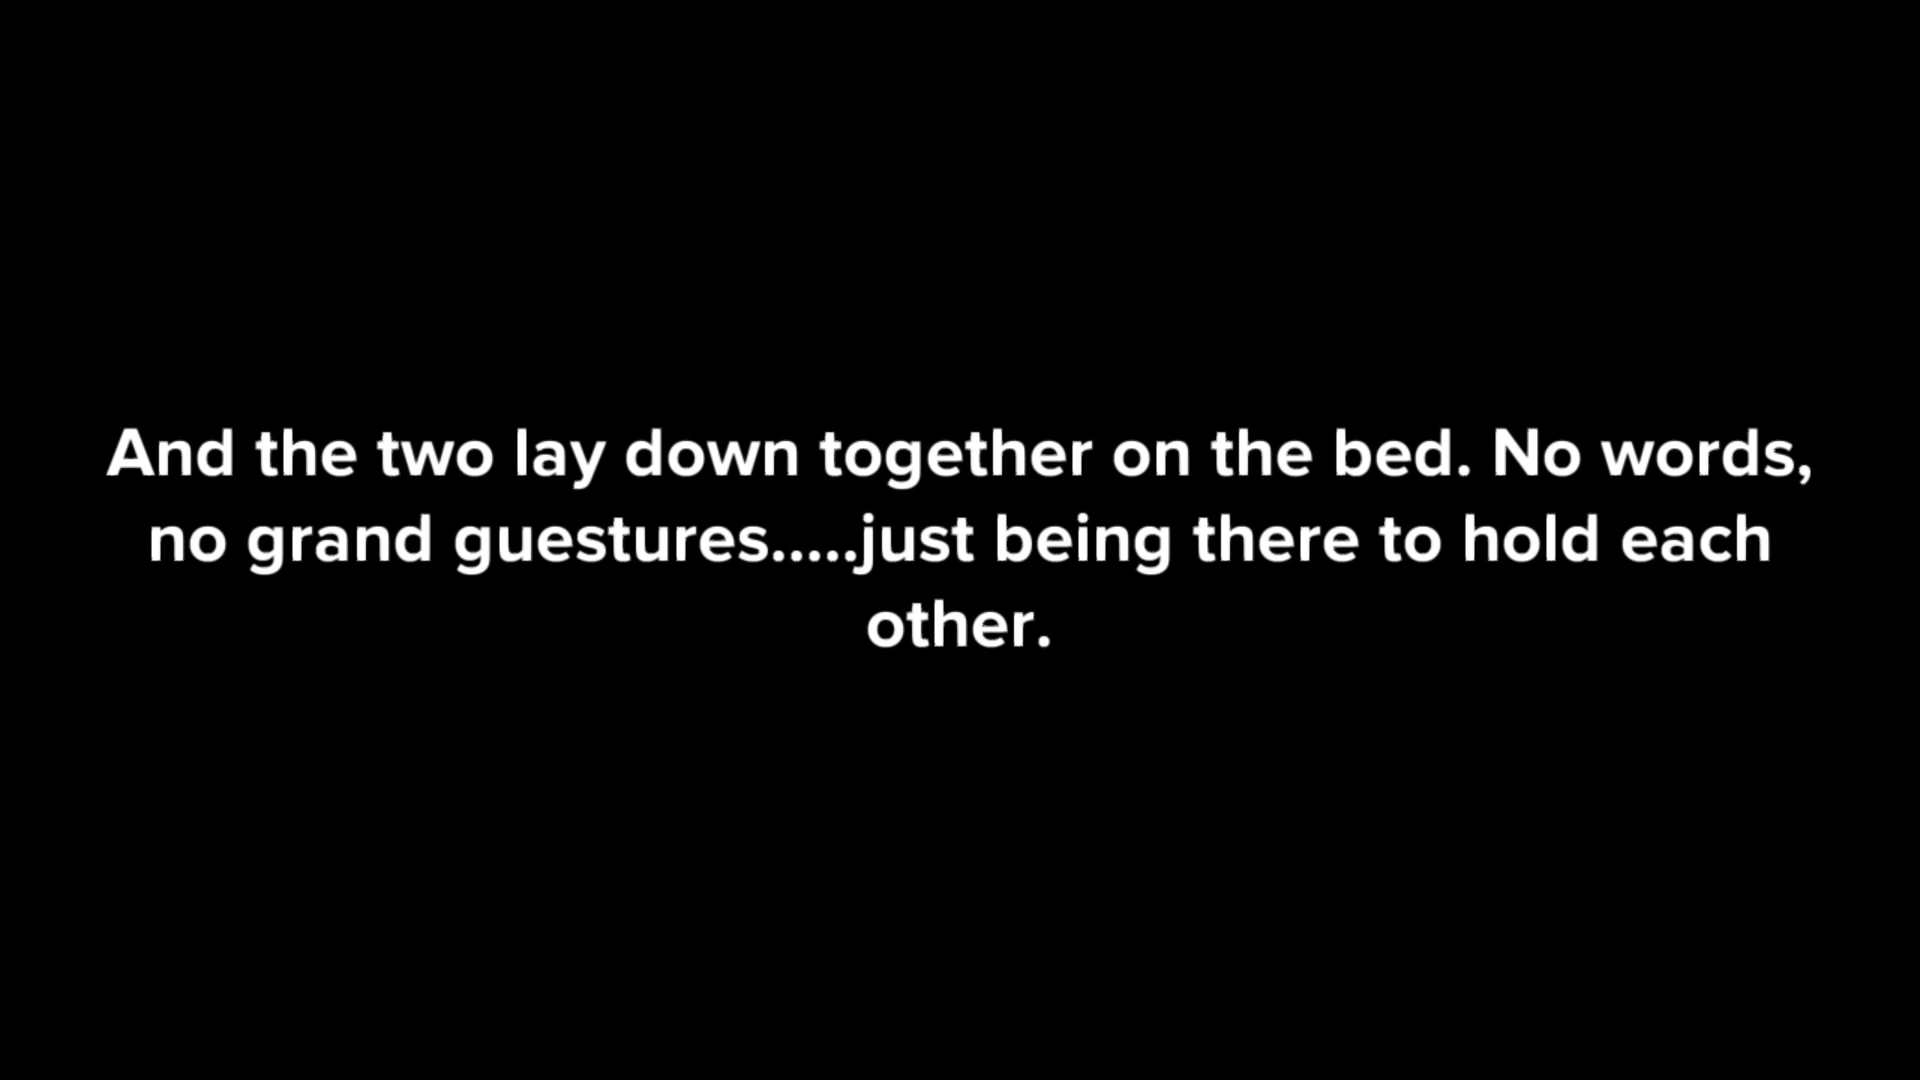 And the two lay down together on the bed. No words,
no grand guestures.....just being there to hold each
other.